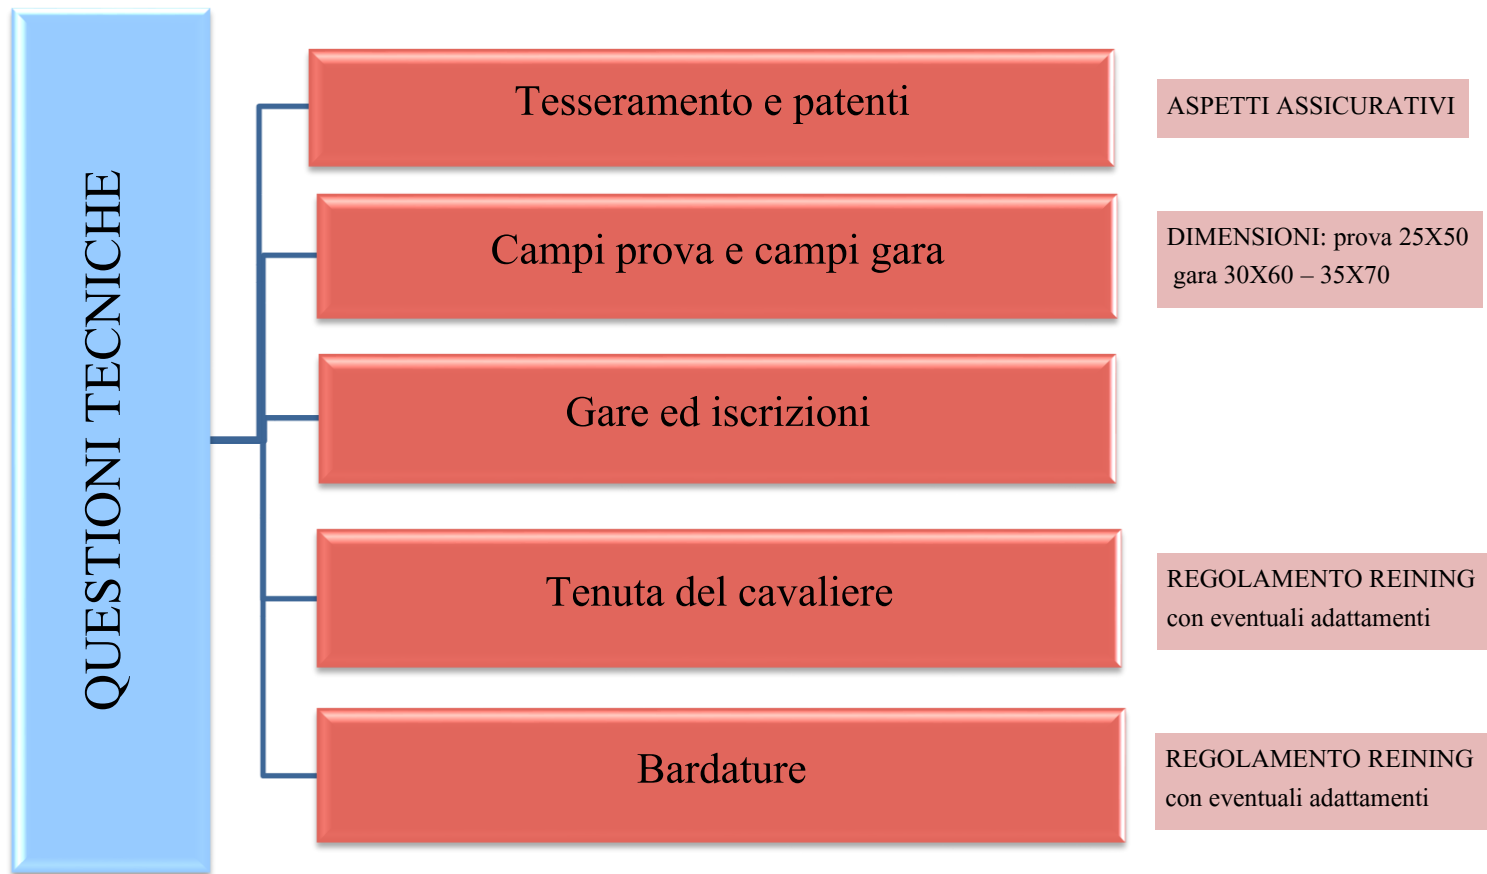 QUESTIONI TECNICHE
Tesseramento e patenti
ASPETTI ASSICURATIVI
Campi prova e campi gara
DIMENSIONI: prova 25X50
gara 30X60 – 35X70
Gare ed iscrizioni
Tenuta del cavaliere
REGOLAMENTO REINING
con eventuali adattamenti
Bardature
REGOLAMENTO REINING
con eventuali adattamenti